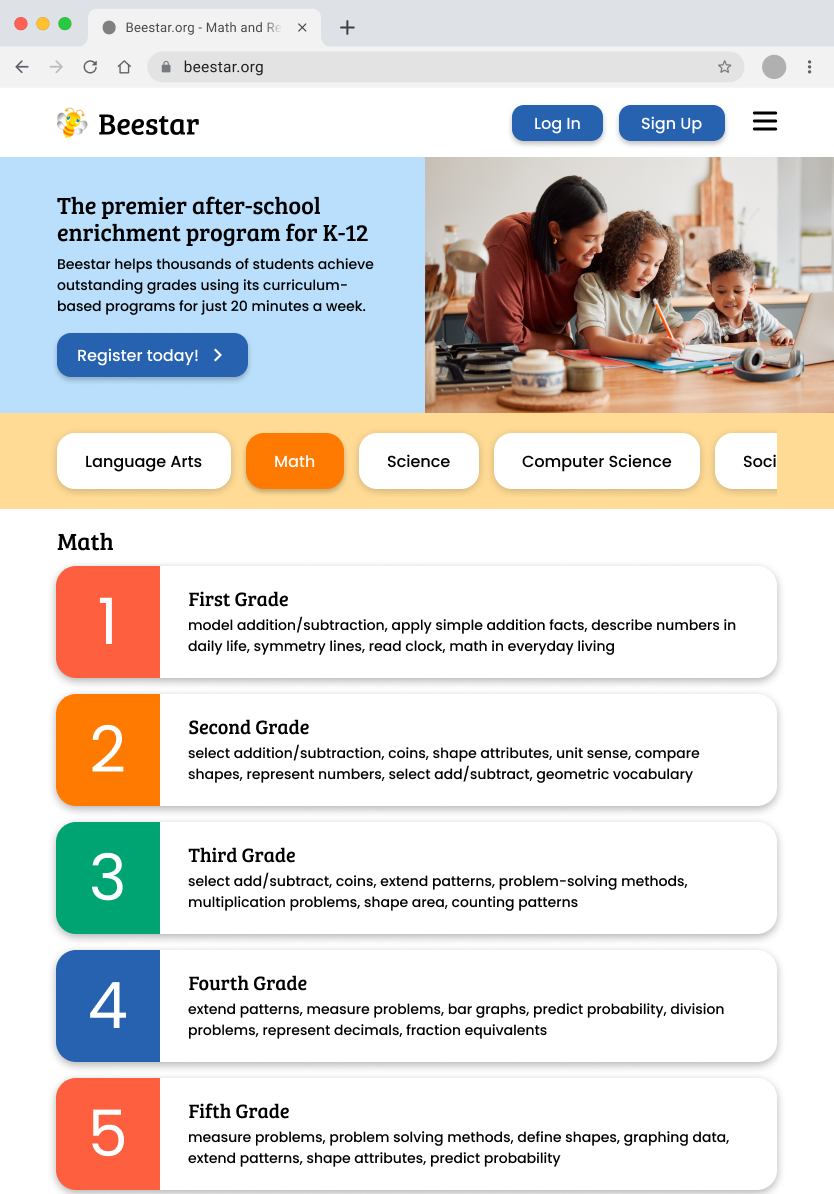 Beestar.org - Math and Re
beestar.org
Beestar
Log In
Sign Up
The premier after-school
enrichment program for K-12
Beestar helps thousands of students achieve
outstanding grades using its curriculum-
based programs for just 20 minutes a week.
Register today!
Language Arts
Math
Science
Computer Science
Soci
Math
1
First Grade
model addition/subtraction, apply simple addition facts, describe numbers in
daily life, symmetry lines, read clock, math in everyday living
2
Second Grade
select addition/subtraction, coins, shape attributes, unit sense, compare
shapes, represent numbers, select add/subtract, geometric vocabulary
3
Third Grade
select add/subtract, coins, extend patterns, problem-solving methods,
multiplication problems, shape area, counting patterns
4
Fourth Grade
extend patterns, measure problems, bar graphs, predict probability, division
problems, represent decimals, fraction equivalents
5
Fifth Grade
measure problems, problem solving methods, define shapes, graphing data,
extend patterns, shape attributes, predict probability